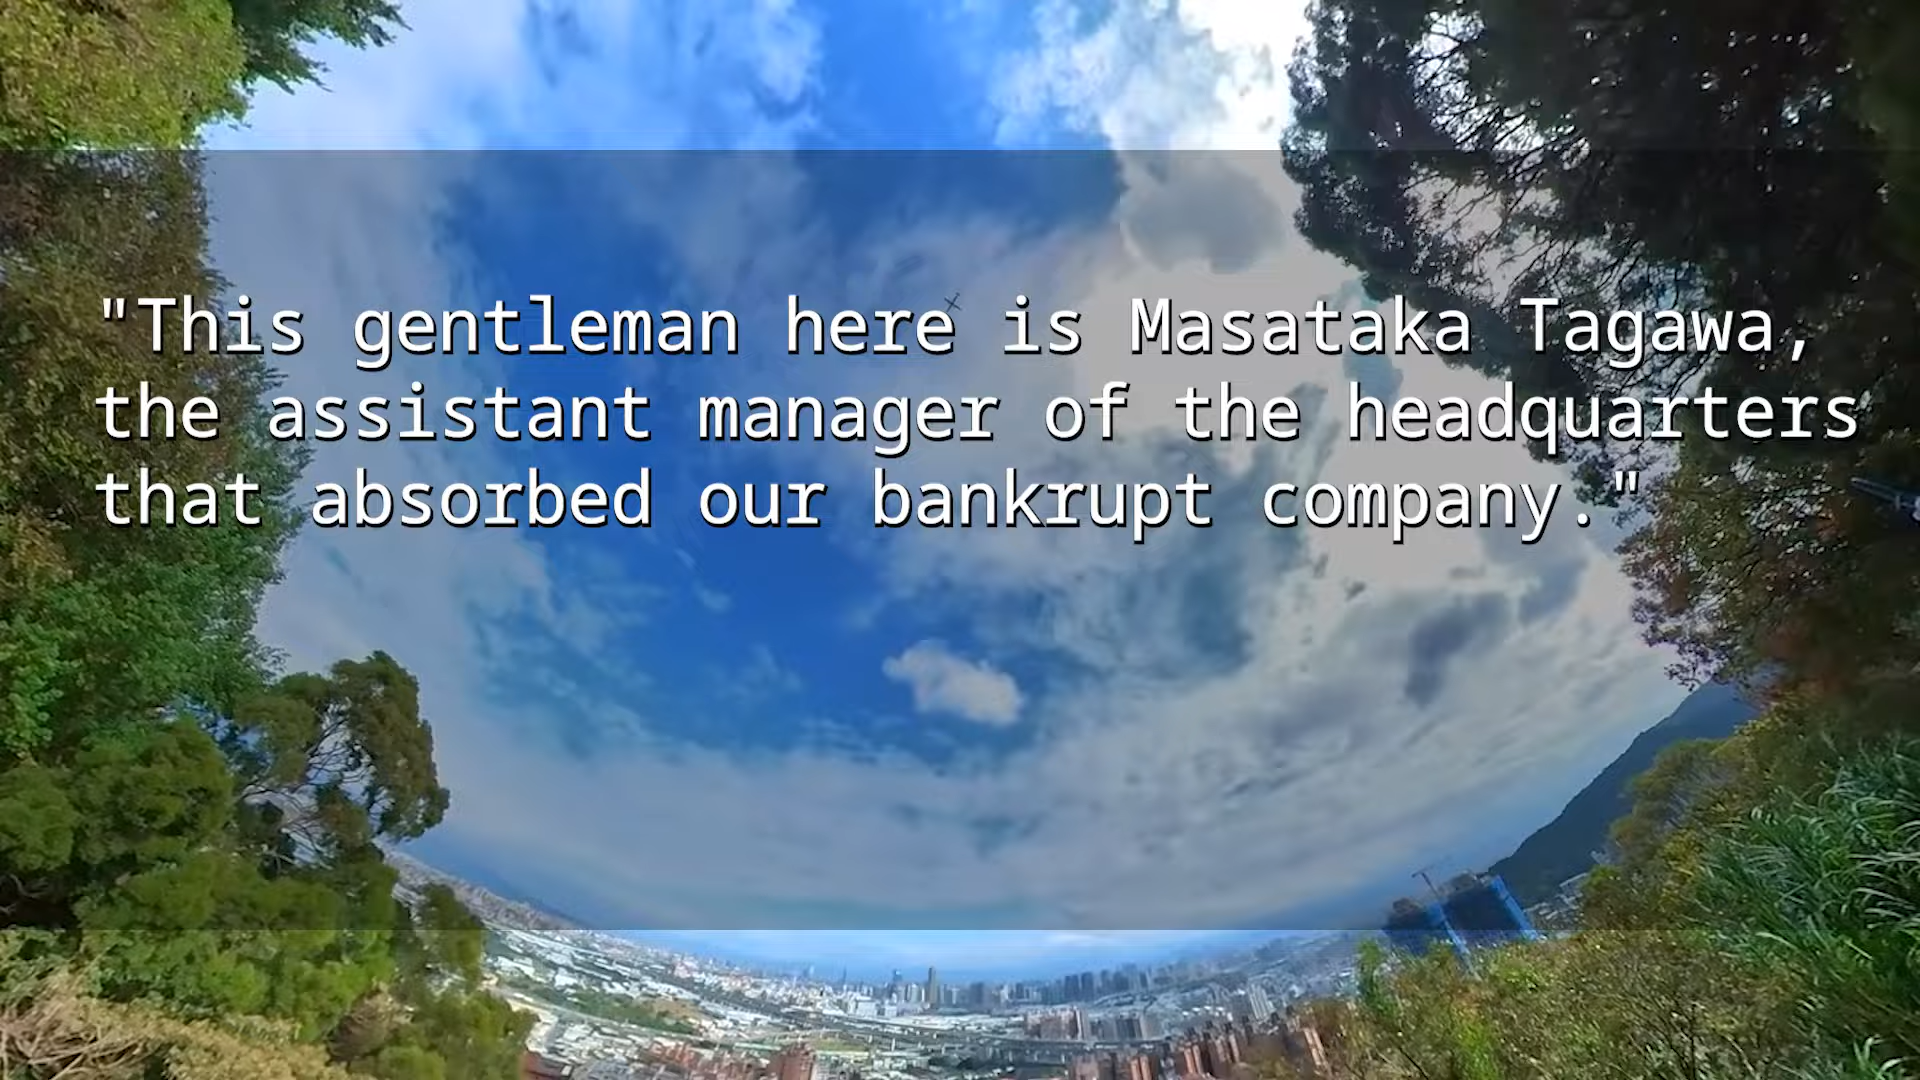 "This gentleman here is Masataka Tagawa,
the assistant manager of the headquarters
that absorbed our bankrupt company."